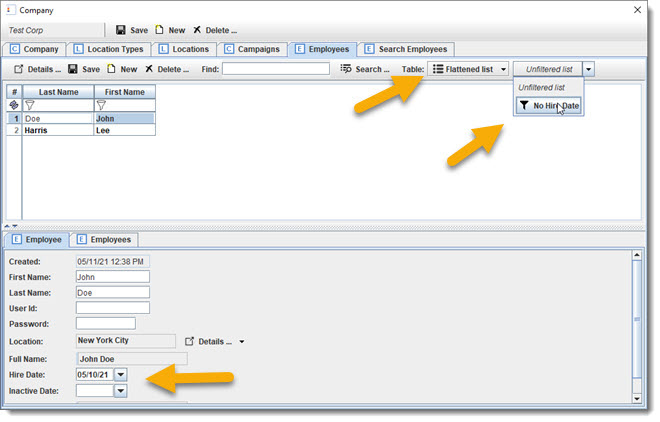 Company
Test Corp Save New Delete ...
C Company L Location Types L Locations C Campaigns E Employees E Search Employees
Details ... Save New Delete ... Find: Search ... Table: Flattened list Unfiltered list
Unfiltered list
No Hire Date
# Last Name First Name
1 Doe John
2 Harris Lee
E Employee E Employees
Created: 05/11/21 12:38 PM
First Name: John
Last Name: Doe
User Id:
Password:
Location: New York City Details ...
Full Name: John Doe
Hire Date: 05/10/21
Inactive Date: